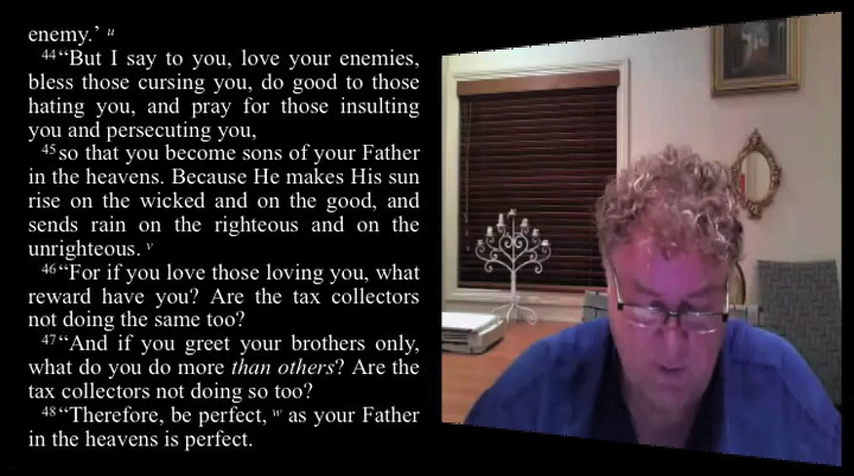 enemy.’ u
44“But I say to you, love your enemies,
bless those cursing you, do good to those
hating you, and pray for those insulting
you and persecuting you,
45so that you become sons of your Father
in the heavens. Because He makes His sun
rise on the wicked and on the good, and
sends rain on the righteous and on the
unrighteous. v
46“For if you love those loving you, what
reward have you? Are the tax collectors
not doing the same too?
47“And if you greet your brothers only,
what do you do more than others? Are the
tax collectors not doing so too?
48“Therefore, be perfect, w as your Father
in the heavens is perfect.